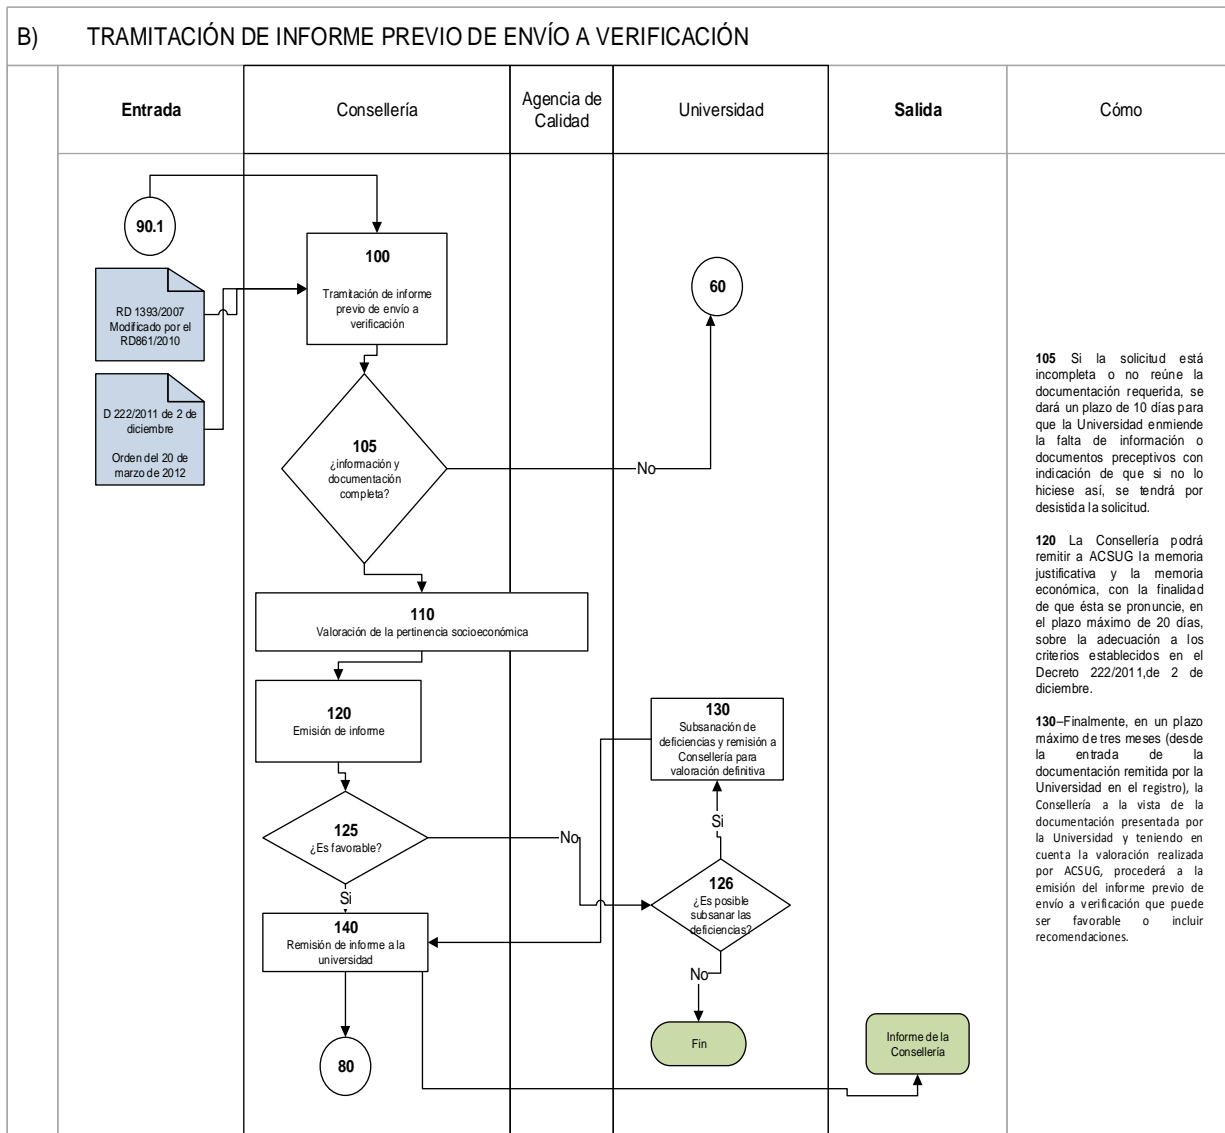 B) TRAMITACIÓN DE INFORME PREVIO DE ENVÍO A VERIFICACIÓN
Entrada
Consellería
Agencia de
Calidad
Universidad
Salida
Cómo
90.1
RD 1393/2007
Modificado por el
RD861/2010
D 222/2011 de 2 de
diciembre
Orden del 20 de
marzo de 2012
100
Tramitación de informe
previo de envío a
verificación
60
105
¿información y
documentación
completa?
No
110
Valoración de la pertinencia socioeconómica
120
Emisión de informe
130
Subsanación de
deficiencias y remisión a
Consellería para
valoración definitiva
125
¿Es favorable?
No
Si
Si
126
¿Es posible
subsanar las
deficiencias?
140
Remisión de informe a la
universidad
No
Fin
80
Informe de la
Consellería
105 Si la solicitud está
incompleta o no reúne la
documentación requerida, se
dará un plazo de 10 días para
que la Universidad enmiende
la falta de información o
documentos preceptivos con
indicación de que si no lo
hiciese así, se tendrá por
desistida la solicitud.
120 La Consellería podrá
remitir a ACSUG la memoria
justificativa y la memoria
económica, con la finalidad
de que ésta se pronuncie, en
el plazo máximo de 20 días,
sobre la adecuación a los
criterios establecidos en el
Decreto 222/2011,de 2 de
diciembre.
130–Finalmente, en un plazo
máximo de tres meses (desde
la entrada de la
documentación remitida por la
Universidad en el registro), la
Consellería a la vista de la
documentación presentada por
la Universidad y teniendo en
cuenta la valoración realizada
por ACSUG, procederá a la
emisión del informe previo de
envío a verificación que puede
ser favorable o incluir
recomendaciones.